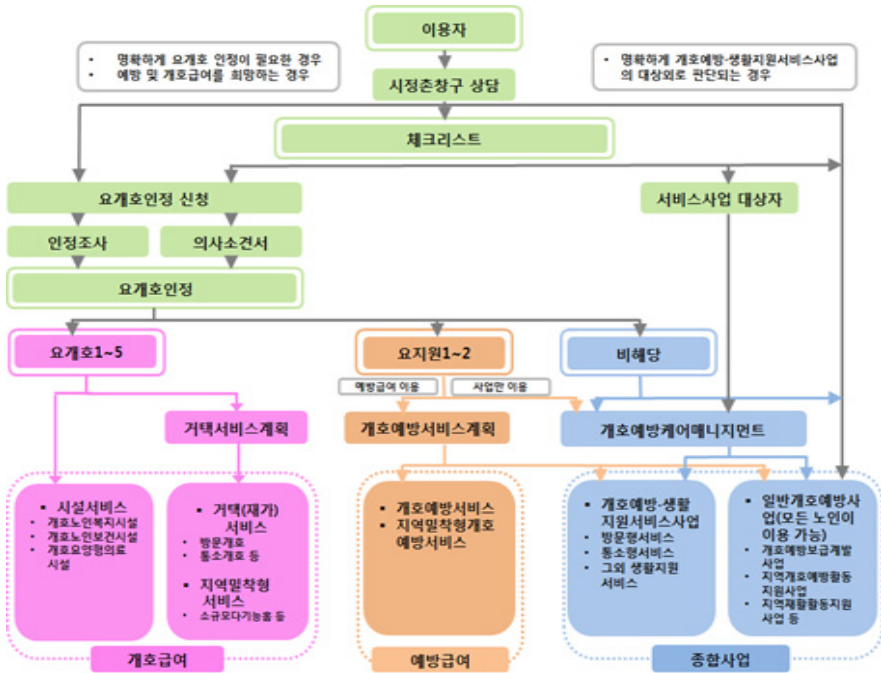 이용자
• 명확하게 요개호 인정이 필요한 경우
• 예방 및 개호급여를 희망하는 경우
• 명확하게 개호예방-생활지원서비스사업
의 대상외로 판단되는 경우
시정촌창구 상담
체크리스트
요개호인정 신청
서비스사업 대상자
인정조사
의사소견서
요개호인정
요개호1~5
요지원1~2
비해당
예방급여 이용
사업만 이용
거택서비스계획
개호예방서비스계획
개호예방케어매니지먼트
▪ 시설서비스
• 개호노인복지시설
• 개호노인보건시설
• 개호요양형의료
시설
▪ 거택(재가)
서비스
• 방문개호
• 통소개호 등
▪ 지역밀착형
서비스
• 소규모다기능홈 등
▪ 개호예방서비스
▪ 지역밀착형개호
예방서비스
▪ 개호예방-생활
지원서비스사업
• 방문형서비스
• 통소형서비스
• 그외 생활지원
서비스
▪ 일반개호예방사
업(모든 노인이
이용 가능)
• 개호예방보급계발
사업
• 지역개호예방활동
지원사업
• 지역재활활동지원
사업 등
개호급여
예방급여
종합사업